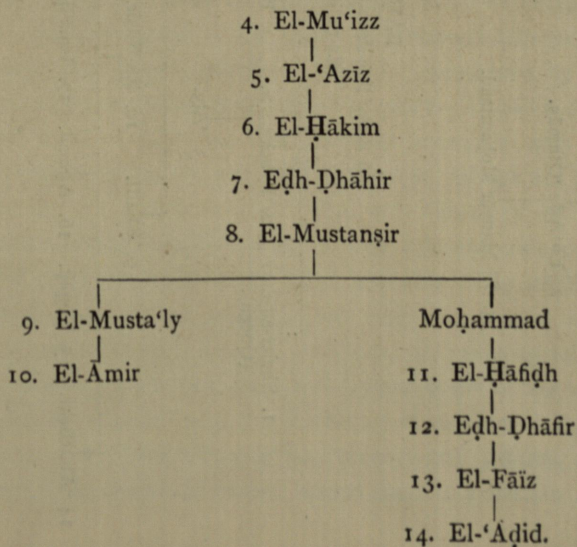 4. El-Mu‘izz
5. El-‘Azīz
6. El-Ḥākim
7. Eḍh-Ḍhāhir
8. El-Mustanṣir
9. El-Musta‘ly Moḥammad
10. El-Āmir 11. El-Ḥāfiḍh
12. Eḍh-Ḍhāfir
13. El-Fāïz
14. El-‘Āḍid.